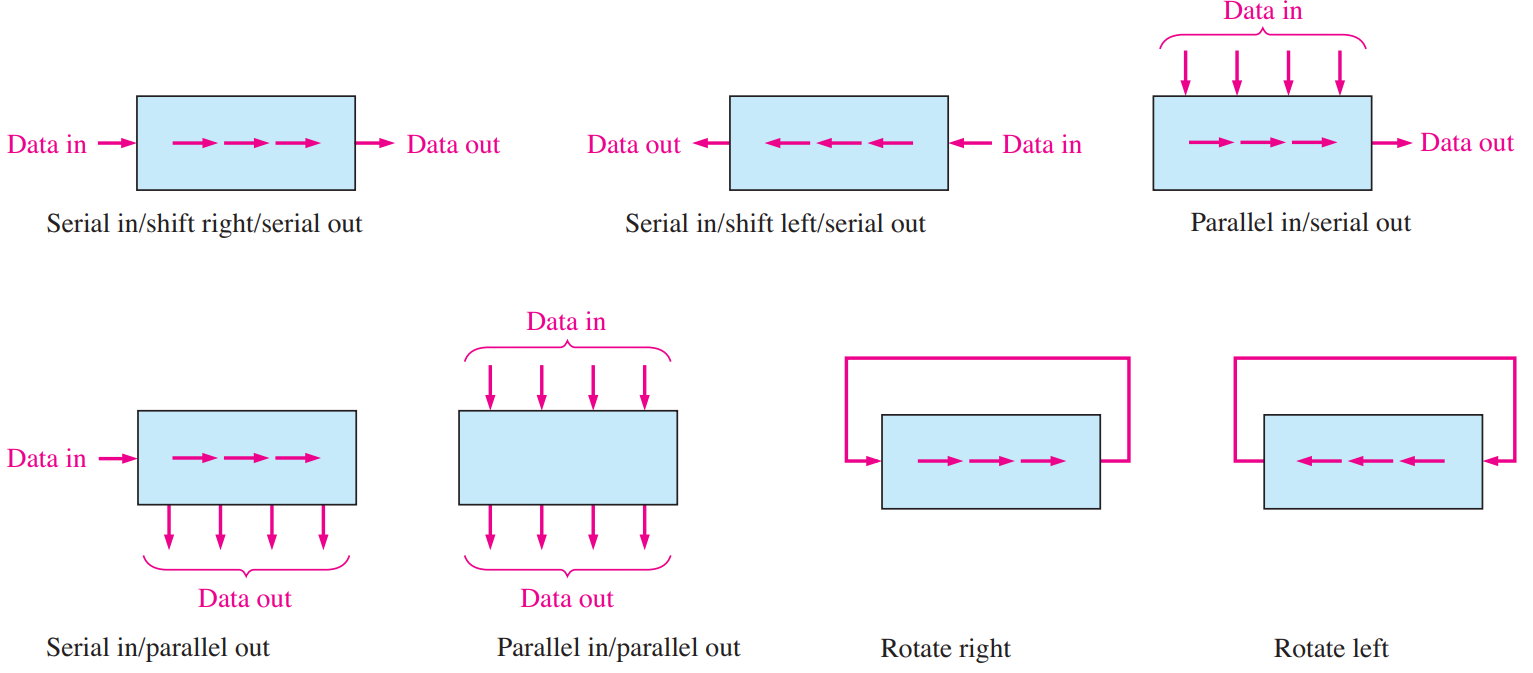 Data in
Data in
Data out
Data out
Data in
Data out
Serial in/shift right/serial out
Serial in/shift left/serial out
Parallel in/serial out
Data in
Data in
Data out
Data out
Serial in/parallel out
Parallel in/parallel out
Rotate right
Rotate left